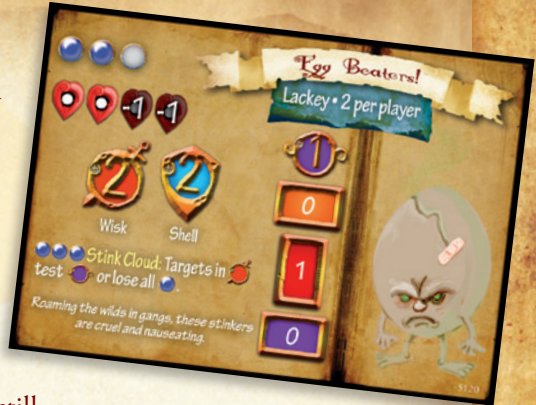 Egg Beaters!
Lackey • 2 per player
-1 -1
2 2
Wisk Shell
1
0
1
0
Stink Cloud: Targets in
test or lose all .
Roaming the wilds in gangs, these stinkers
are cruel and nauseating.
S120
still